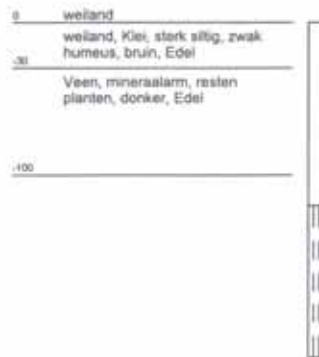 0 weiland
weiland, Klei, sterk siltig, zwak
humeus, bruin, Edel
-30
Veen, mineraalarm, resten
planten, donker, Edel
-100